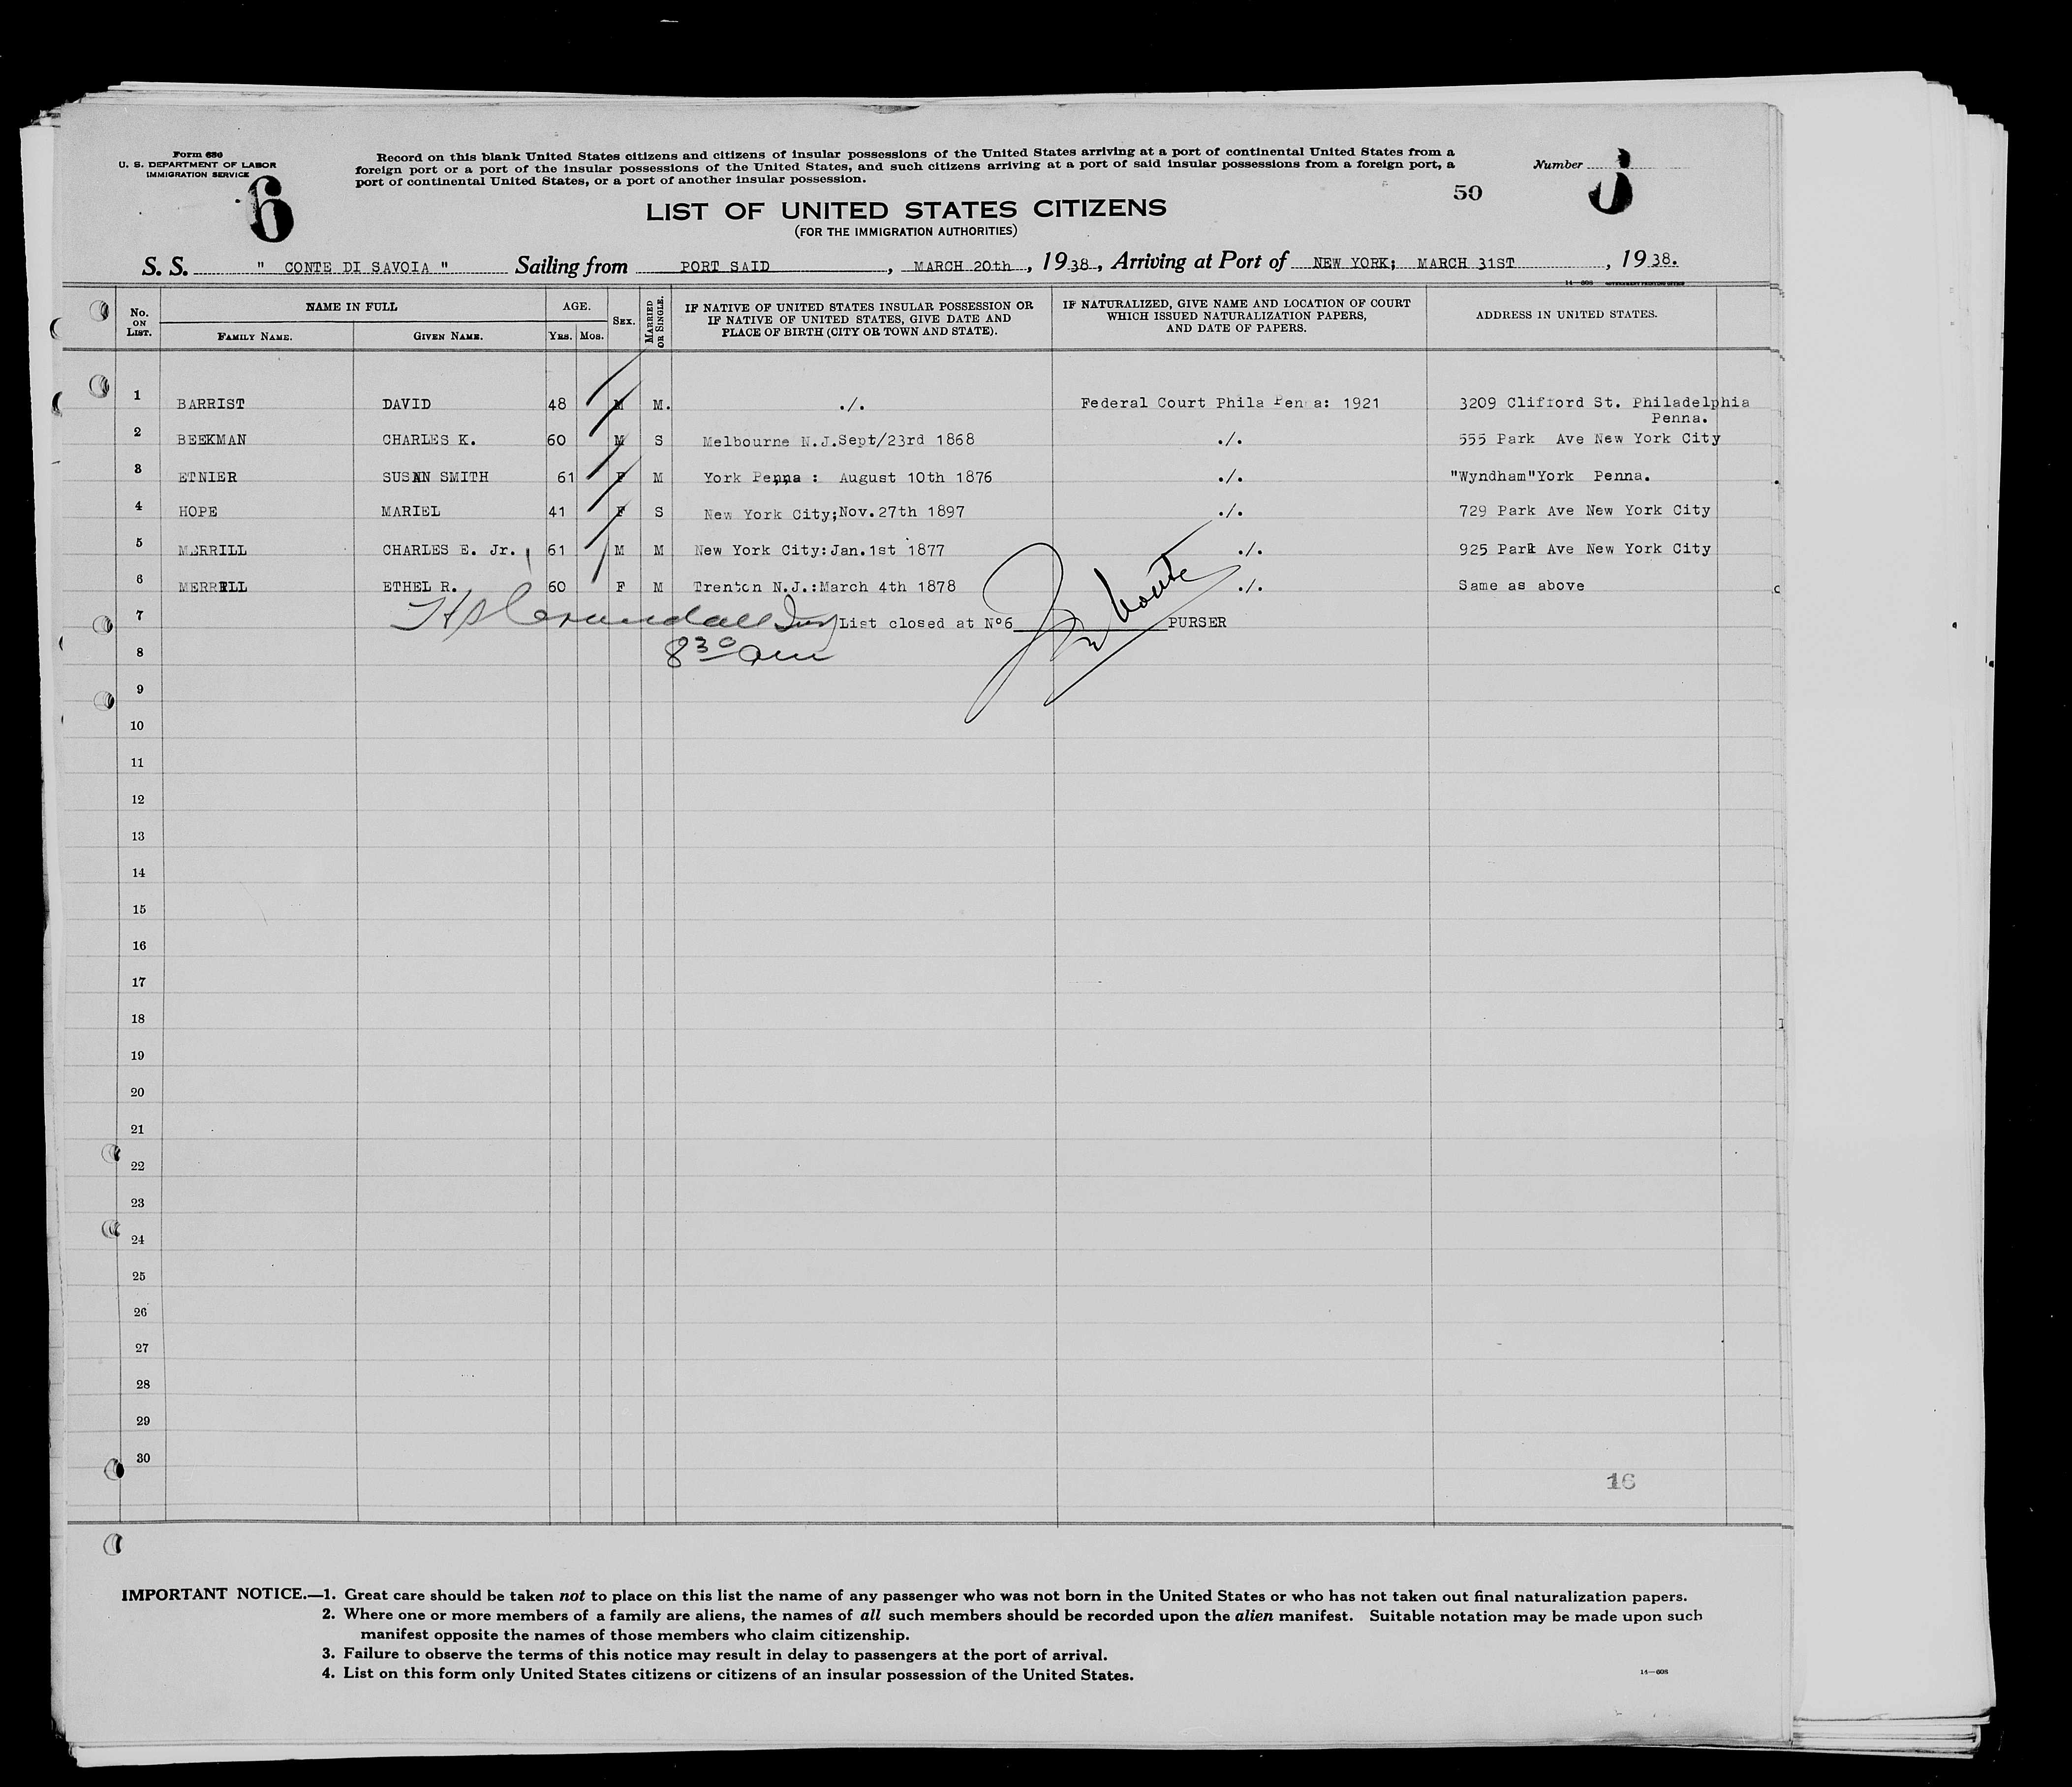 Form 630
U. S. DEPARTMENT OF LABOR
IMMIGRATION SERVICE
6
Record on this blank United States citizens and citizens of insular possessions of the United States arriving at a port of continental United States from a
foreign port or a port of the insular possessions of the United States, and such citizens arriving at a port of said insular possessions from a foreign port, a
port of continental United States, or a port of another insular possession.
Number
50
LIST OF UNITED STATES CITIZENS
(FOR THE IMMIGRATION AUTHORITIES)
S. S. " CONTE DI SAVOIA " Sailing from PORT SAID, MARCH 20th, 1938, Arriving at Port of NEW YORK; MARCH 31ST, 1938.
No. ON LIST. NAME IN FULL AGE. SEX. MARRIED OR SINGLE. IF NATIVE OF UNITED STATES INSULAR POSSESSION OR IF NATIVE OF UNITED STATES, GIVE DATE AND PLACE OF BIRTH (CITY OR TOWN AND STATE). IF NATURALIZED, GIVE NAME AND LOCATION OF COURT WHICH ISSUED NATURALIZATION PAPERS, AND DATE OF PAPERS. ADDRESS IN UNITED STATES.
FAMILY NAME. GIVEN NAME. YRS. MOS.
1 BARRIST DAVID 48 M M. ./. Federal Court Phila Penna: 1921 3209 Clifford St. Philadelphia
Penna.
2 BEEKMAN CHARLES K. 60 M S Melbourne N.J.Sept/23rd 1868 ./. 555 Park Ave New York City
3 ETNIER SUSAN SMITH 61 F M York Penna : August 10th 1876 ./. "Wyndham"York Penna.
4 HOPE MARIEL 41 F S New York City;Nov.27th 1897 ./. 729 Park Ave New York City
5 MERRILL CHARLES E. Jr. 61 M M New York City:Jan.1st 1877 ./. 925 Park Ave New York City
6 MERRILL ETHEL R. 60 F M Trenton N.J.:March 4th 1878 ./. Same as above
7 List closed at Nº6 PURSER
8 8 30 am
9
10
11
12
13
14
15
16
17
18
19
20
21
22
23
24
25
26
27
28
29
30
16
IMPORTANT NOTICE.—1. Great care should be taken not to place on this list the name of any passenger who was not born in the United States or who has not taken out final naturalization papers.
2. Where one or more members of a family are aliens, the names of all such members should be recorded upon the alien manifest. Suitable notation may be made upon such
manifest opposite the names of those members who claim citizenship.
3. Failure to observe the terms of this notice may result in delay to passengers at the port of arrival.
4. List on this form only United States citizens or citizens of an insular possession of the United States.
14—608